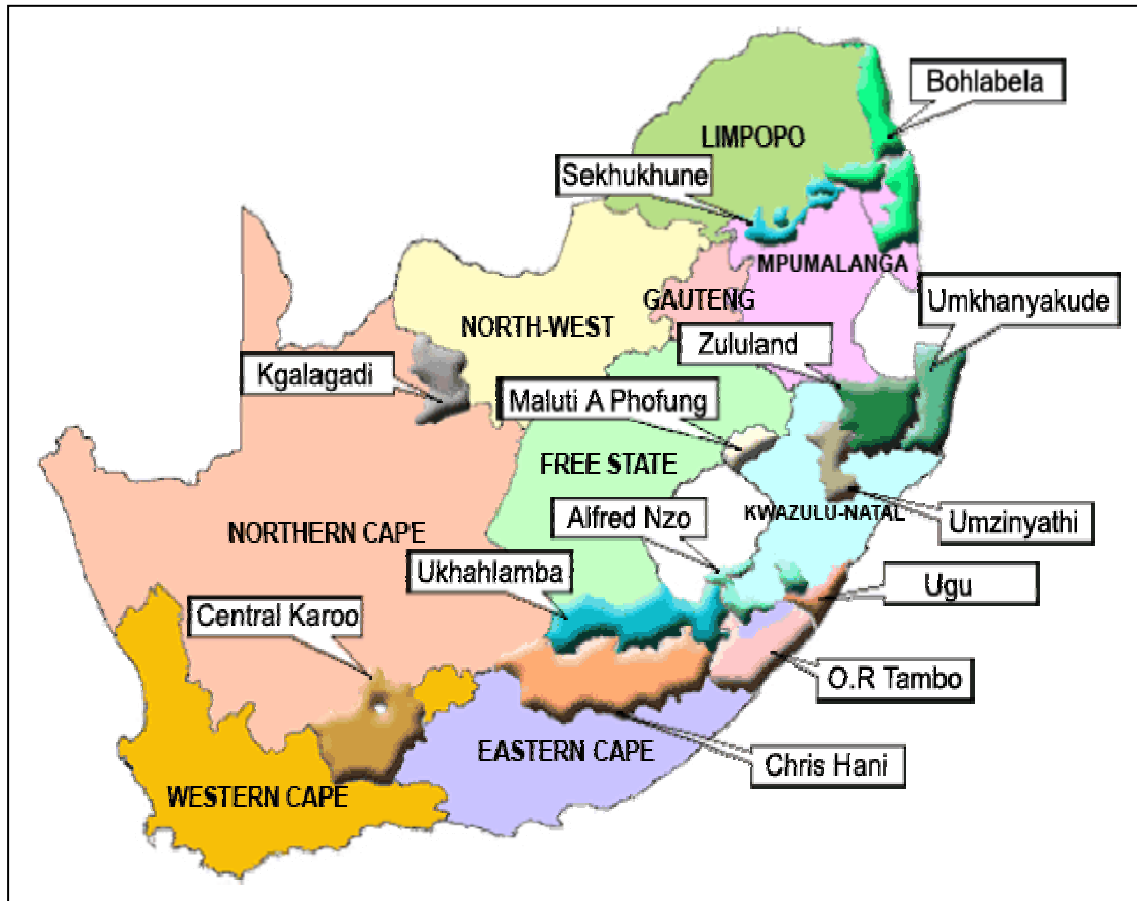 Bohlabela
LIMPOPO
Sekhukhune
MPUMALANGA
GAUTENG
Umkhanyakude
NORTH-WEST
Zululand
Kgalagadi
Maluti A Phofung
FREE STATE
Alfred Nzo
KWAZULU-NATAL
Umzinyathi
NORTHERN CAPE
Ukhahlamba
Ugu
Central Karoo
O.R Tambo
EASTERN CAPE
Chris Hani
WESTERN CAPE